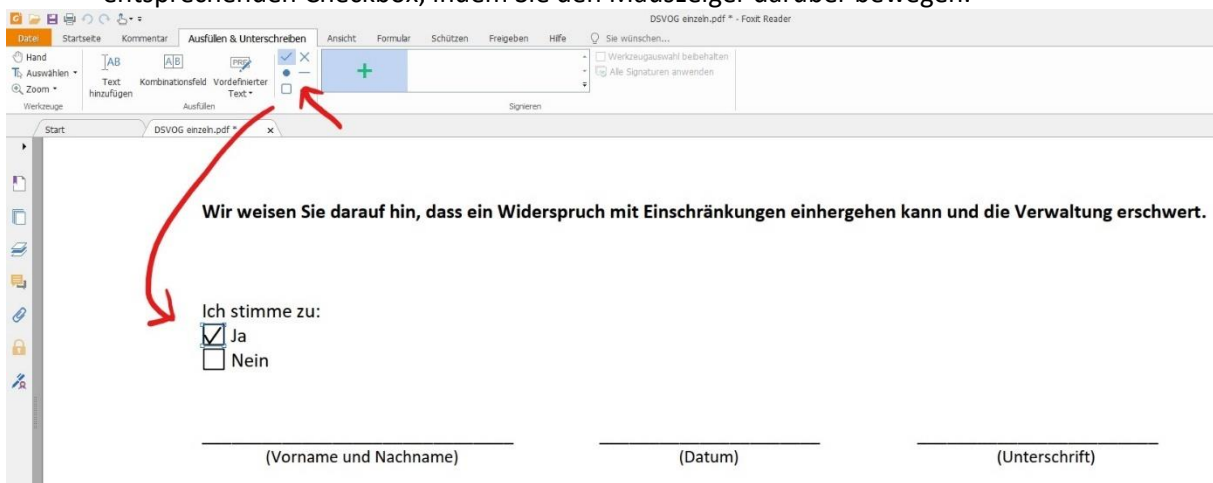 entsprechenden Checkbox, indem Sie den Mauszeiger darüber bewegen.
DSVOG einzeln.pdf * - Foxit Reader
Datei Startseite Kommentar Ausfüllen & Unterschreiben Ansicht Formular Schützen Freigeben Hilfe Sie wünschen...
Hand
Auswählen
Zoom
Werkzeuge
AB
Text hinzufügen
AB
Kombinationsfeld
PRE
Vordefinierter Text
Ausfüllen
Signieren
Werkzeugauswahl beibehalten
Alle Signaturen anwenden
Start DSVOG einzeln.pdf * x
Wir weisen Sie darauf hin, dass ein Widerspruch mit Einschränkungen einhergehen kann und die Verwaltung erschwert.
Ich stimme zu:
Ja
Nein
(Vorname und Nachname) (Datum) (Unterschrift)